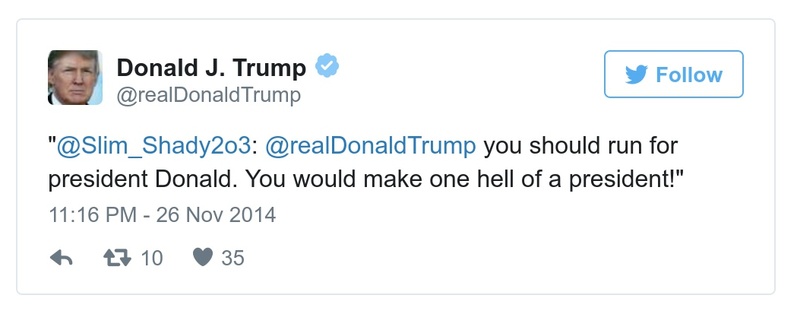 Donald J. Trump
@realDonaldTrump
Follow
"@Slim_Shady2o3: @realDonaldTrump you should run for
president Donald. You would make one hell of a president!"
11:16 PM - 26 Nov 2014
10 35